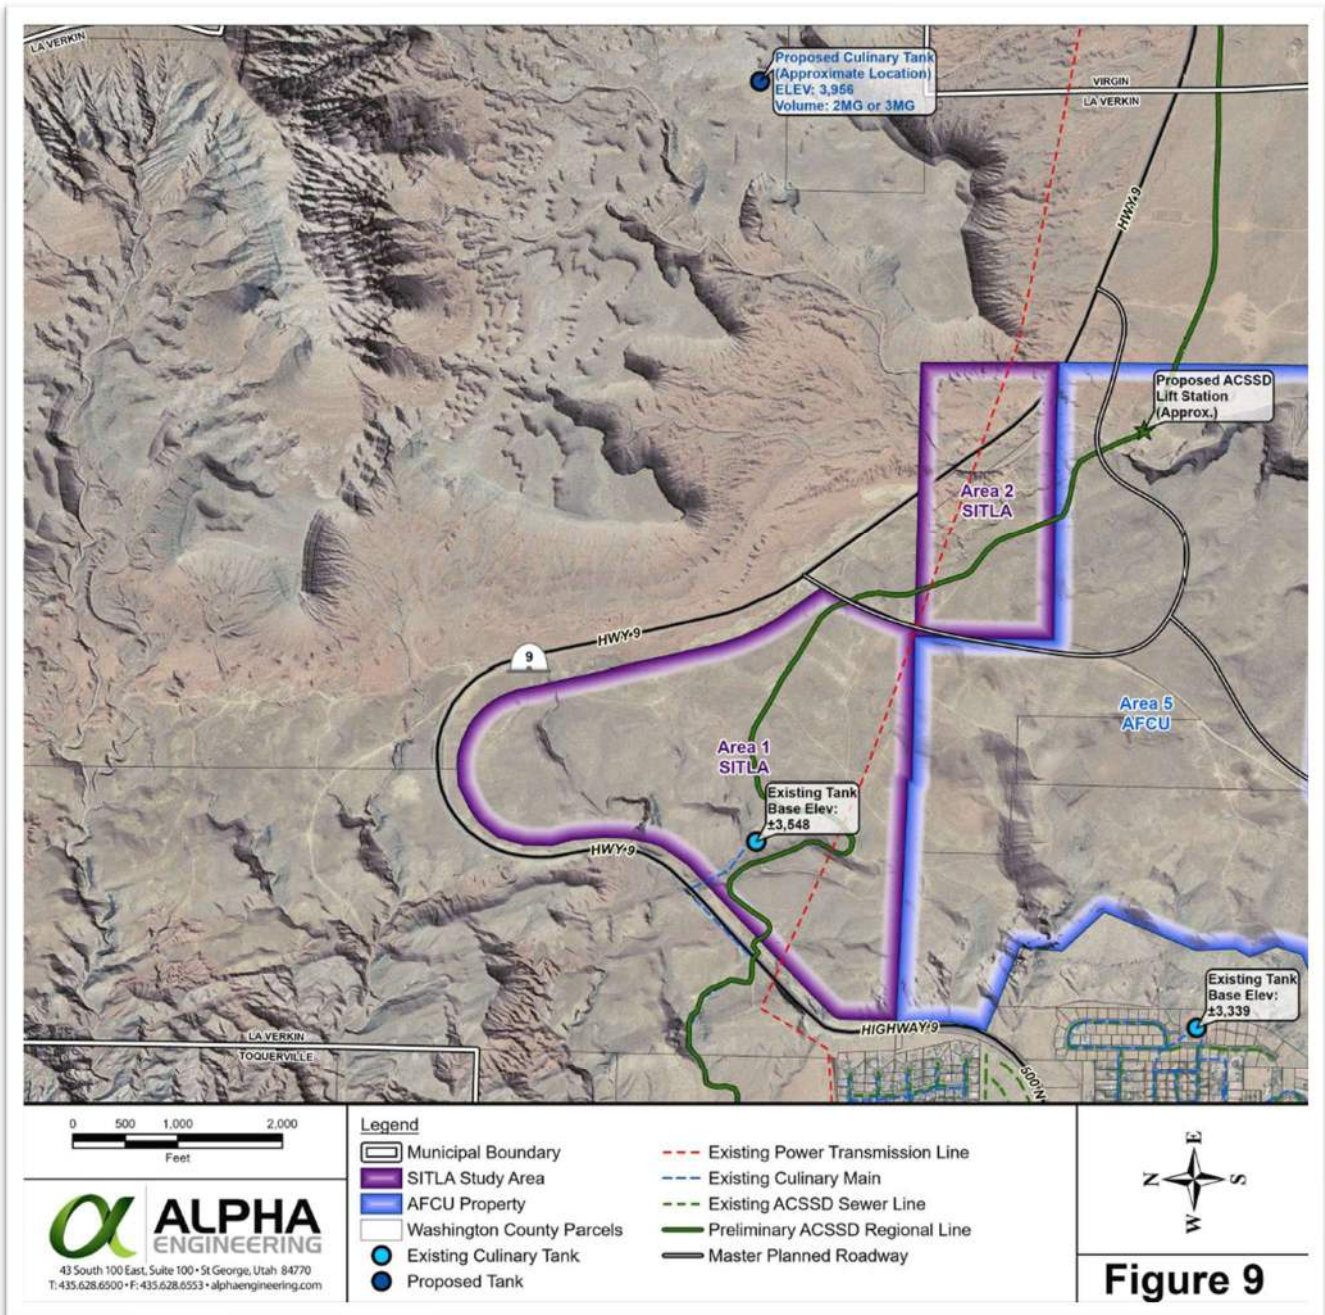 LA VERKIN
Proposed Culinary Tank
(Approximate Location)
ELEV: 3,956
Volume: 2MG or 3MG
VIRGIN
LA VERKIN
HWY 9
Proposed ACSSD
Lift Station
(Approx.)
Area 2
SITLA
HWY 9
9
Area 5
AFCU
Area 1
SITLA
Existing Tank
Base Elev:
±3,548
HWY 9
Existing Tank
Base Elev:
±3,339
HIGHWAY 9
500 N
LA VERKIN
TOQUERVILLE
0 500 1,000 2,000
Feet
ALPHA
ENGINEERING
43 South 100 East, Suite 100 • St George, Utah 84770
T: 435.628.6500 • F: 435.628.6553 • alphaengineering.com
Legend
Municipal Boundary
SITLA Study Area
AFCU Property
Washington County Parcels
Existing Culinary Tank
Proposed Tank
Existing Power Transmission Line
Existing Culinary Main
Existing ACSSD Sewer Line
Preliminary ACSSD Regional Line
Master Planned Roadway
N
E
S
W
Figure 9